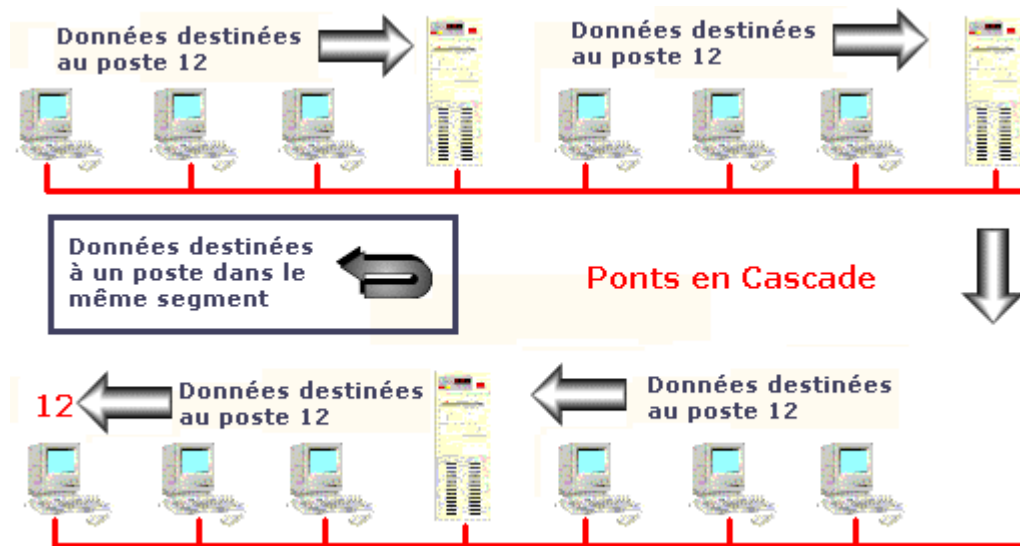 Données destinées
au poste 12
Données destinées
au poste 12
Données destinées
à un poste dans le
même segment
Ponts en Cascade
12
Données destinées
au poste 12
Données destinées
au poste 12